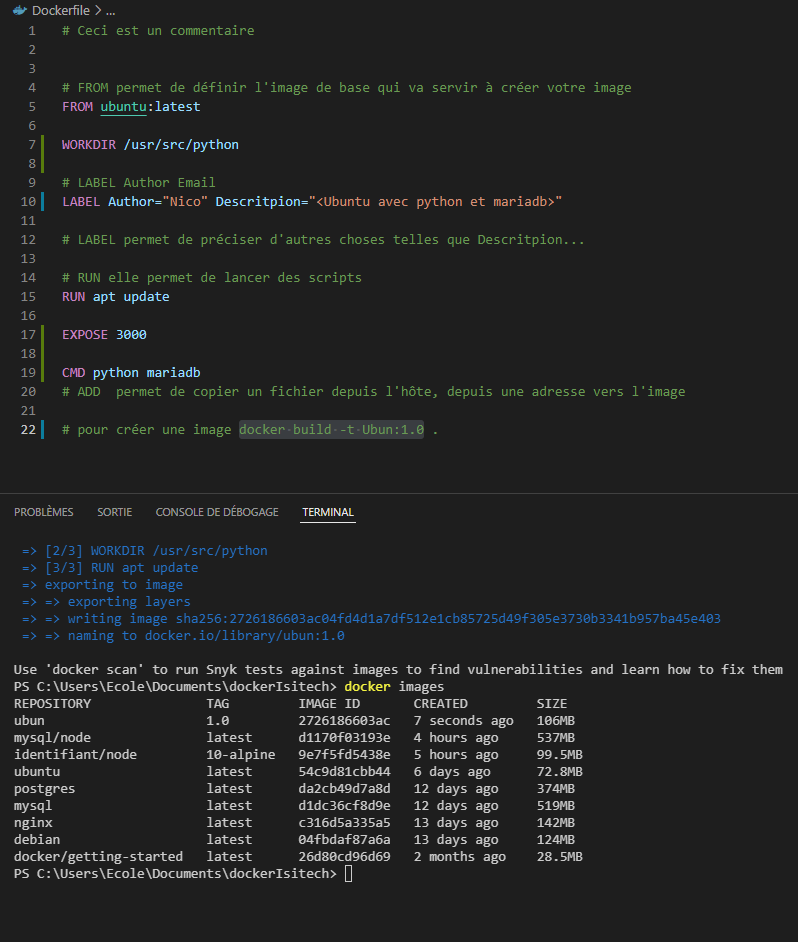 Dockerfile > ...
1 # Ceci est un commentaire
2
3
4 # FROM permet de définir l'image de base qui va servir à créer votre image
5 FROM ubuntu:latest
6
7 WORKDIR /usr/src/python
8
9 # LABEL Author Email
10 LABEL Author="Nico" Descritpion="<Ubuntu avec python et mariadb>"
11
12 # LABEL permet de préciser d'autres choses telles que Descritpion...
13
14 # RUN elle permet de lancer des scripts
15 RUN apt update
16
17 EXPOSE 3000
18
19 CMD python mariadb
20 # ADD  permet de copier un fichier depuis l'hôte, depuis une adresse vers l'image
21
22 # pour créer une image docker build -t Ubun:1.0 .
PROBLÈMES SORTIE CONSOLE DE DÉBOGAGE TERMINAL
=> [2/3] WORKDIR /usr/src/python
=> [3/3] RUN apt update
=> exporting to image
=> => exporting layers
=> => writing image sha256:2726186603ac04fd4d1a7df512e1cb85725d49f305e3730b3341b957ba45e403
=> => naming to docker.io/library/ubun:1.0
Use 'docker scan' to run Snyk tests against images to find vulnerabilities and learn how to fix them
PS C:\Users\Ecole\Documents\dockerIsitech> docker images
REPOSITORY TAG IMAGE ID CREATED SIZE
ubun 1.0 2726186603ac 7 seconds ago 106MB
mysql/node latest d1170f03193e 4 hours ago 537MB
identifiant/node 10-alpine 9e7f5fd5438e 5 hours ago 99.5MB
ubuntu latest 54c9d81cbb44 6 days ago 72.8MB
postgres latest da2cb49d7a8d 12 days ago 374MB
mysql latest d1dc36cf8d9e 12 days ago 519MB
nginx latest c316d5a335a5 13 days ago 142MB
debian latest 04fbdaf87a6a 13 days ago 124MB
docker/getting-started latest 26d80cd96d69 2 months ago 28.5MB
PS C:\Users\Ecole\Documents\dockerIsitech>